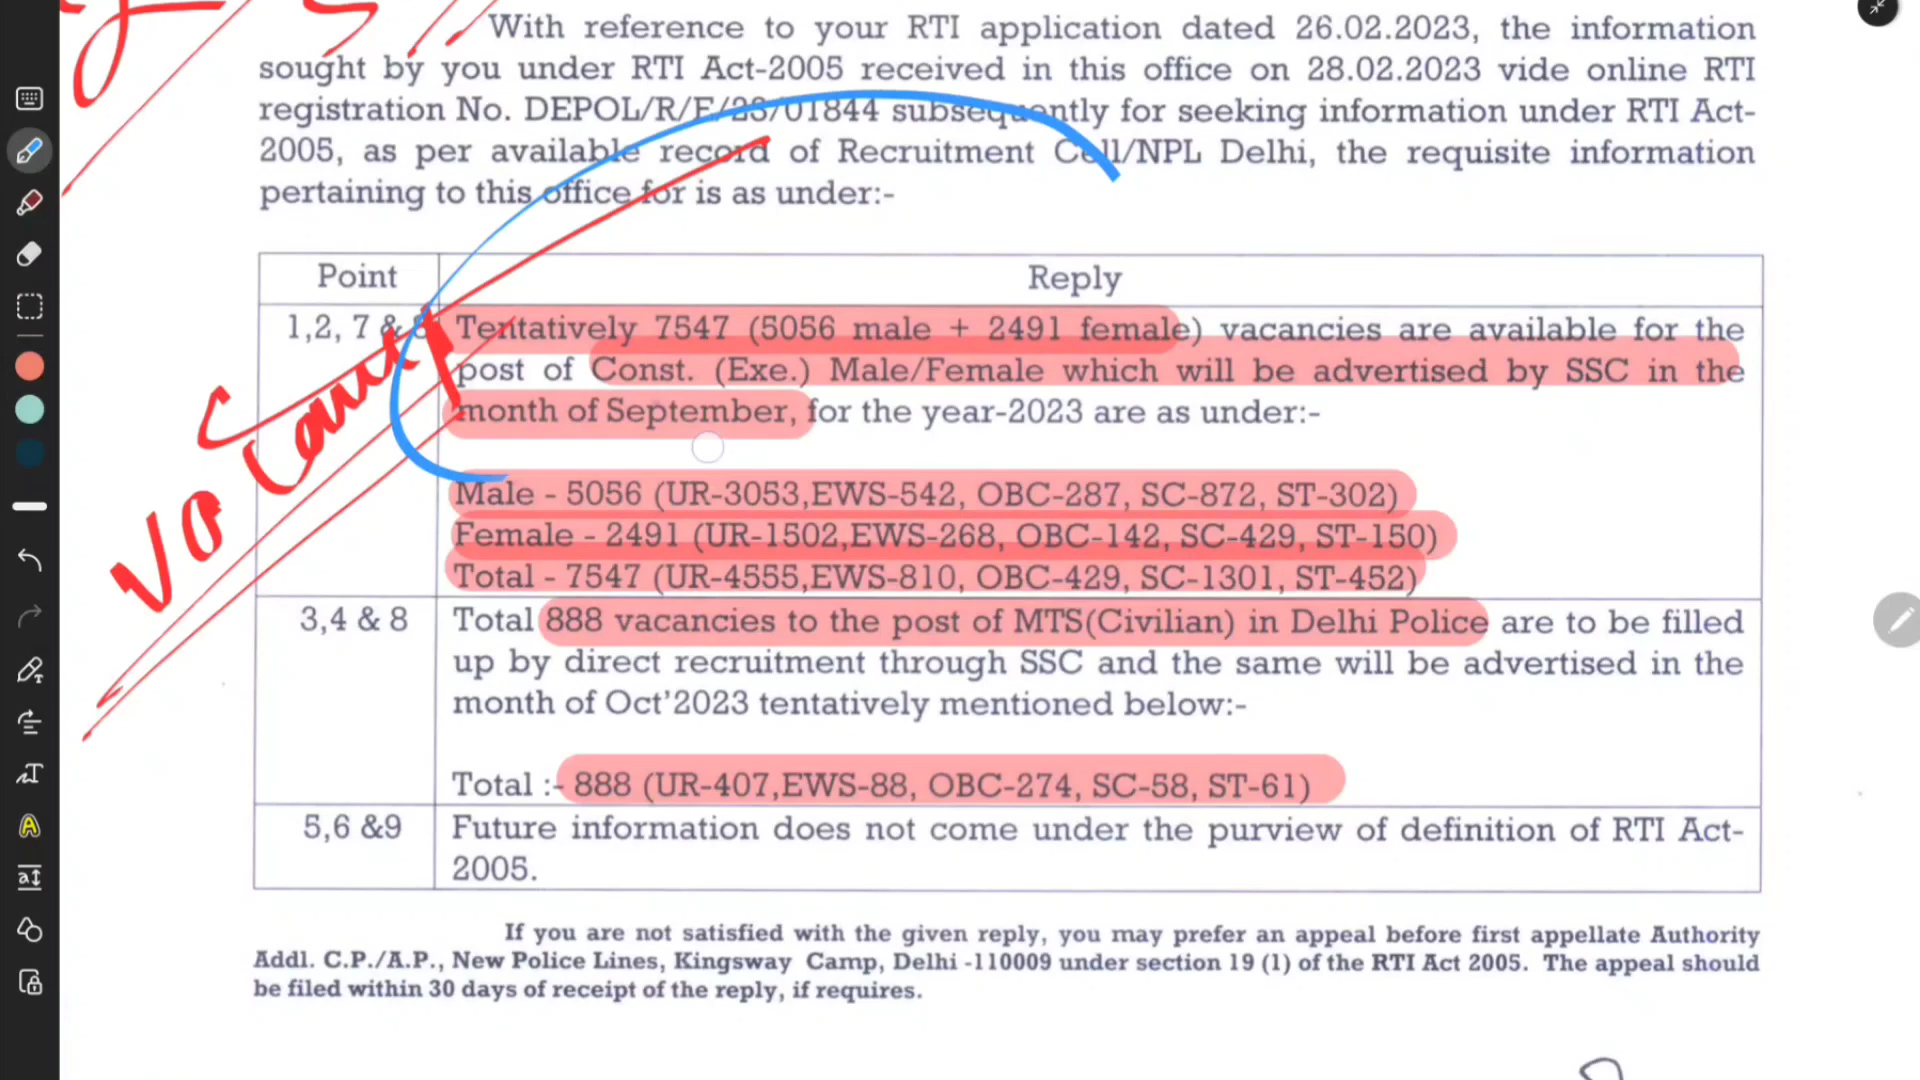 With reference to your RTI application dated 26.02.2023, the information
sought by you under RTI Act-2005 received in this office on 28.02.2023 vide online RTI
registration No. DEPOL/R/E/23/01844 subsequently for seeking information under RTI Act-
2005, as per available record of Recruitment Cell/NPL Delhi, the requisite information
pertaining to this office for is as under:-
Point Reply
1,2, 7 & 8 Tentatively 7547 (5056 male + 2491 female) vacancies are available for the
post of Const. (Exe.) Male/Female which will be advertised by SSC in the
month of September, for the year-2023 are as under:-
Male - 5056 (UR-3053,EWS-542, OBC-287, SC-872, ST-302)
Female - 2491 (UR-1502,EWS-268, OBC-142, SC-429, ST-150)
Total - 7547 (UR-4555,EWS-810, OBC-429, SC-1301, ST-452)
3,4 & 8 Total 888 vacancies to the post of MTS(Civilian) in Delhi Police are to be filled
up by direct recruitment through SSC and the same will be advertised in the
month of Oct'2023 tentatively mentioned below:-
Total :- 888 (UR-407,EWS-88, OBC-274, SC-58, ST-61)
5,6 &9 Future information does not come under the purview of definition of RTI Act-
2005.
If you are not satisfied with the given reply, you may prefer an appeal before first appellate Authority
Addl. C.P./A.P., New Police Lines, Kingsway Camp, Delhi -110009 under section 19 (1) of the RTI Act 2005. The appeal should
be filed within 30 days of receipt of the reply, if requires.